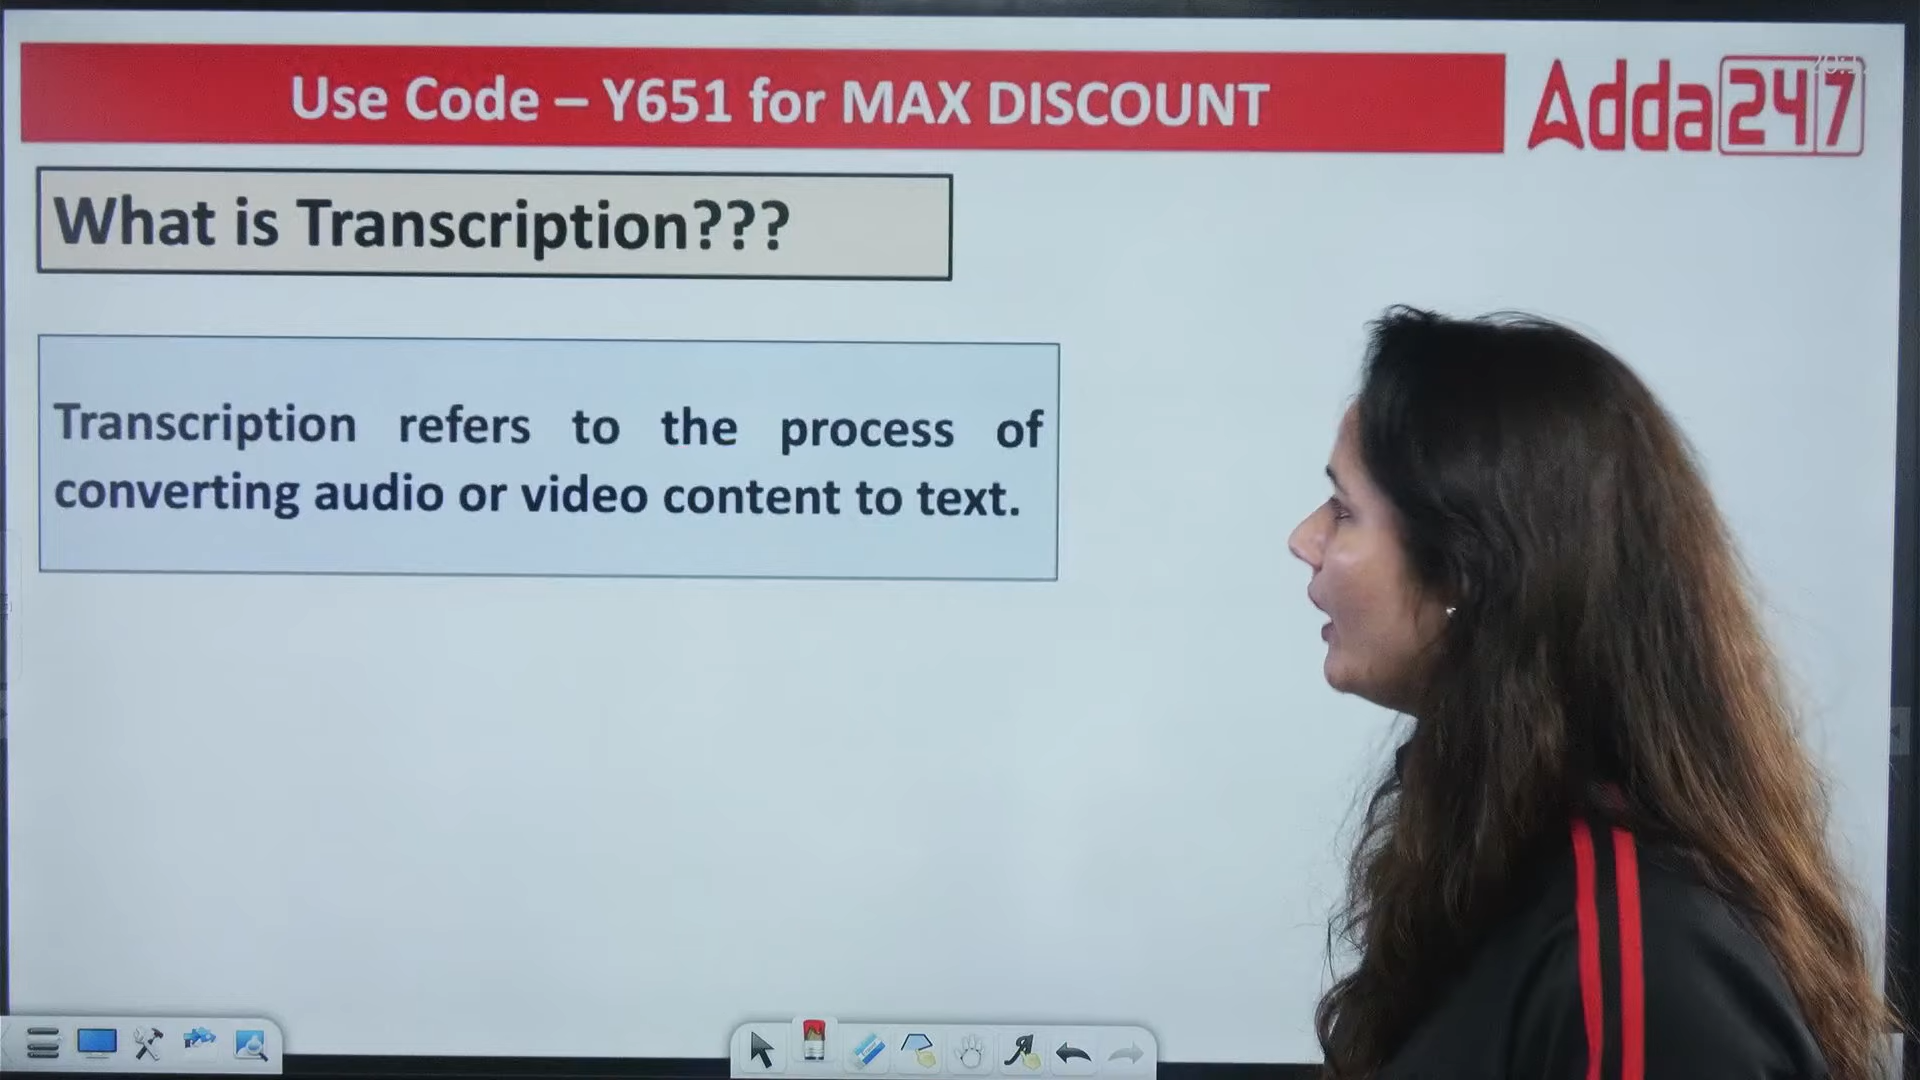 Use Code – Y651 for MAX DISCOUNT
Adda247
What is Transcription???
Transcription refers to the process of
converting audio or video content to text.